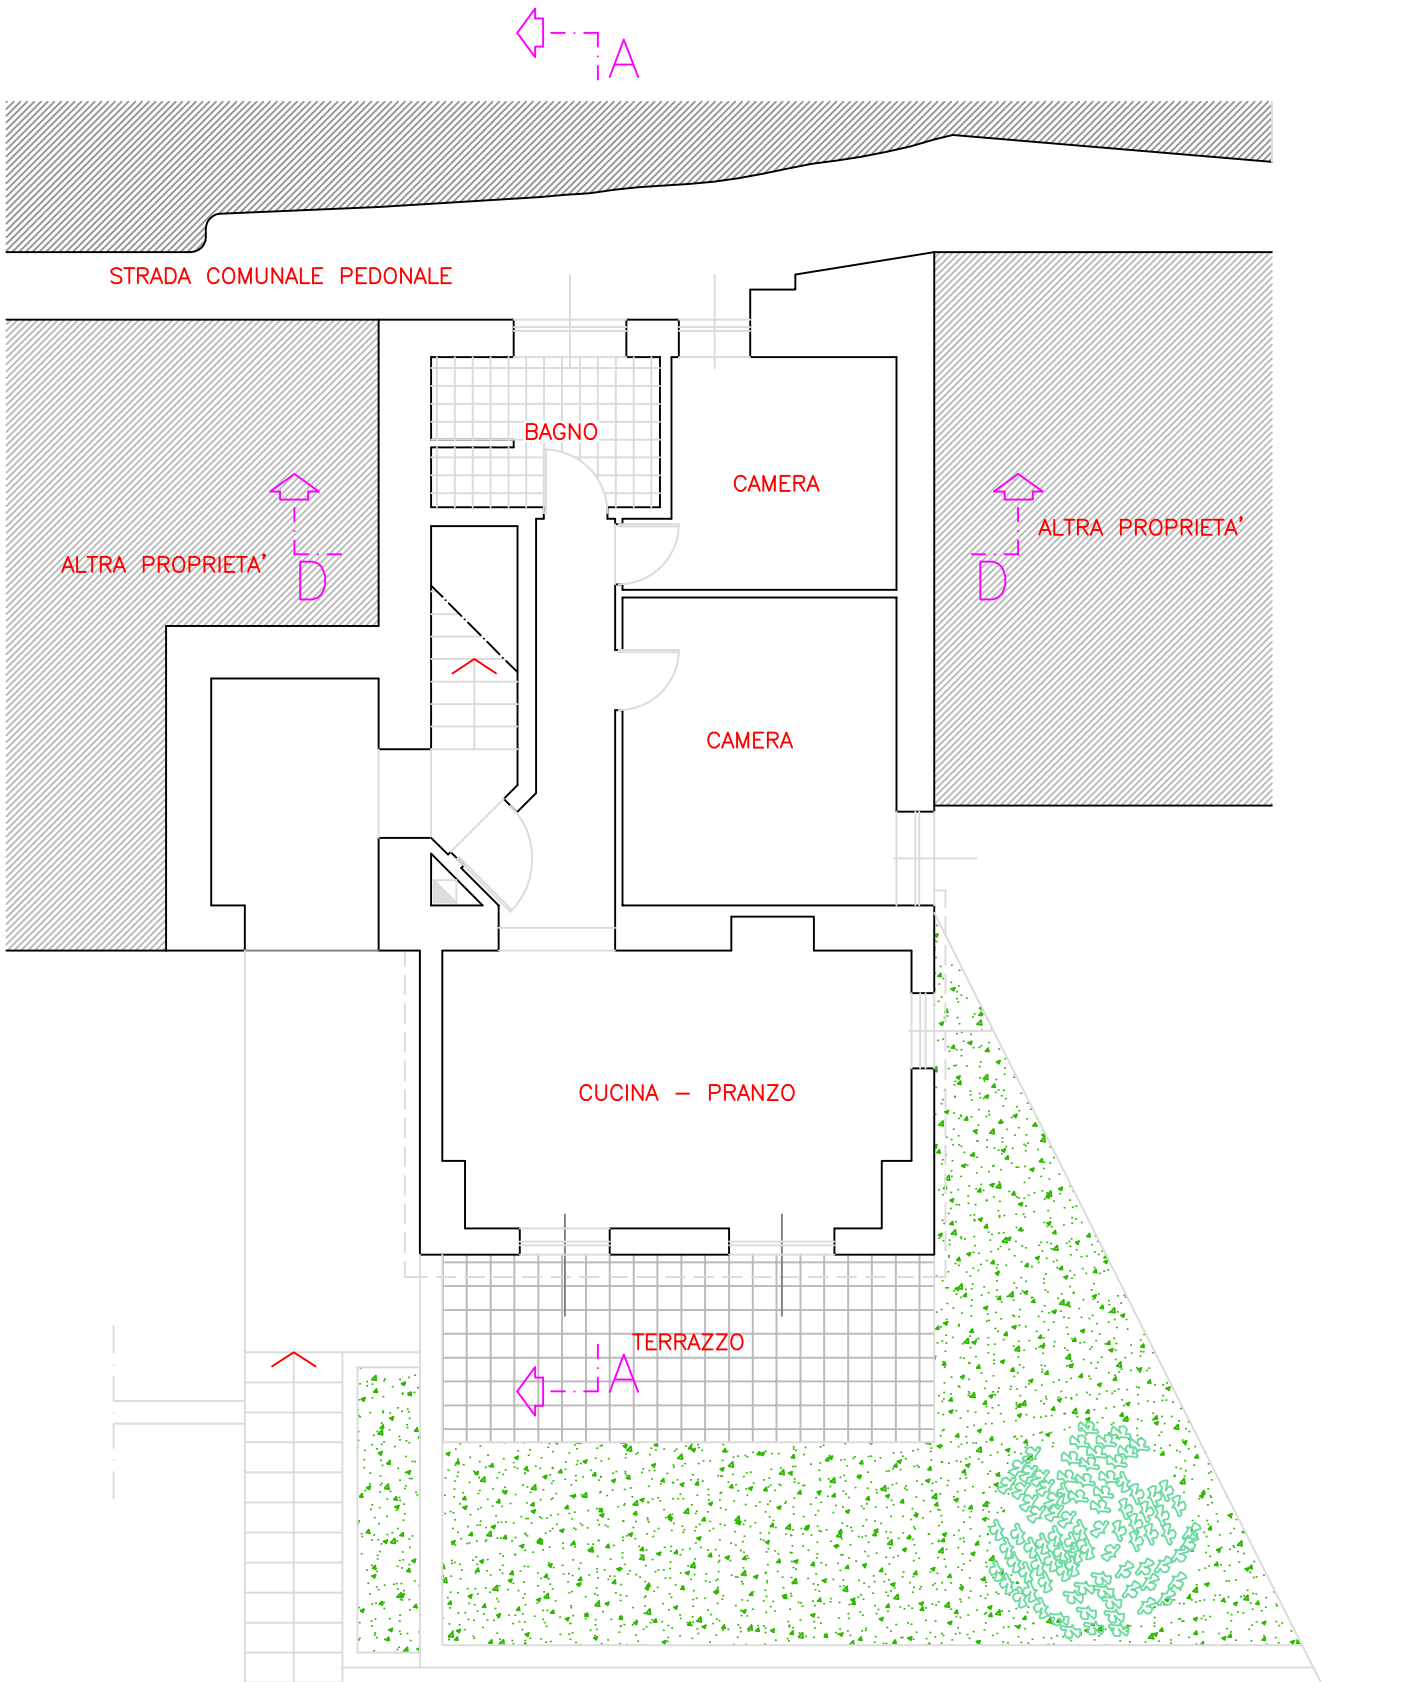 A
STRADA COMUNALE PEDONALE
BAGNO
CAMERA
ALTRA PROPRIETA'
ALTRA PROPRIETA'
D
D
CAMERA
CUCINA - PRANZO
TERRAZZO
A